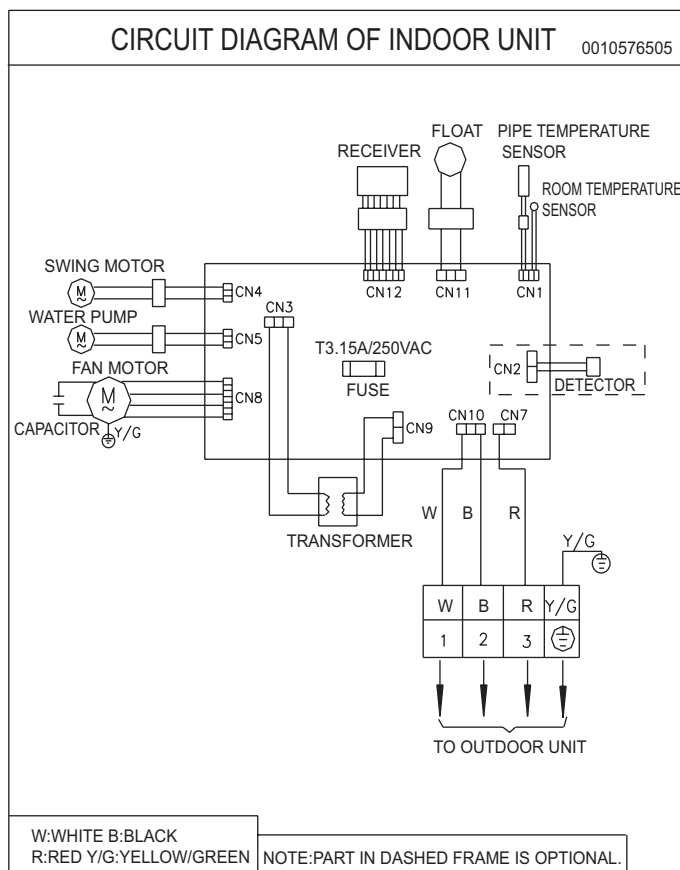 CIRCUIT DIAGRAM OF INDOOR UNIT 0010576505
FLOAT
PIPE TEMPERATURE
SENSOR
RECEIVER
ROOM TEMPERATURE
SENSOR
SWING MOTOR
M
~
CN4
CN12
CN11
CN1
CN3
WATER PUMP
M
~
CN5
T3.15A/250VAC
FUSE
FAN MOTOR
M
~
CN8
CAPACITOR
Y/G
CN2
DETECTOR
CN10
CN7
CN9
TRANSFORMER
W
B
R
Y/G
W B R Y/G
1 2 3
TO OUTDOOR UNIT
W:WHITE B:BLACK
R:RED Y/G:YELLOW/GREEN
NOTE:PART IN DASHED FRAME IS OPTIONAL.